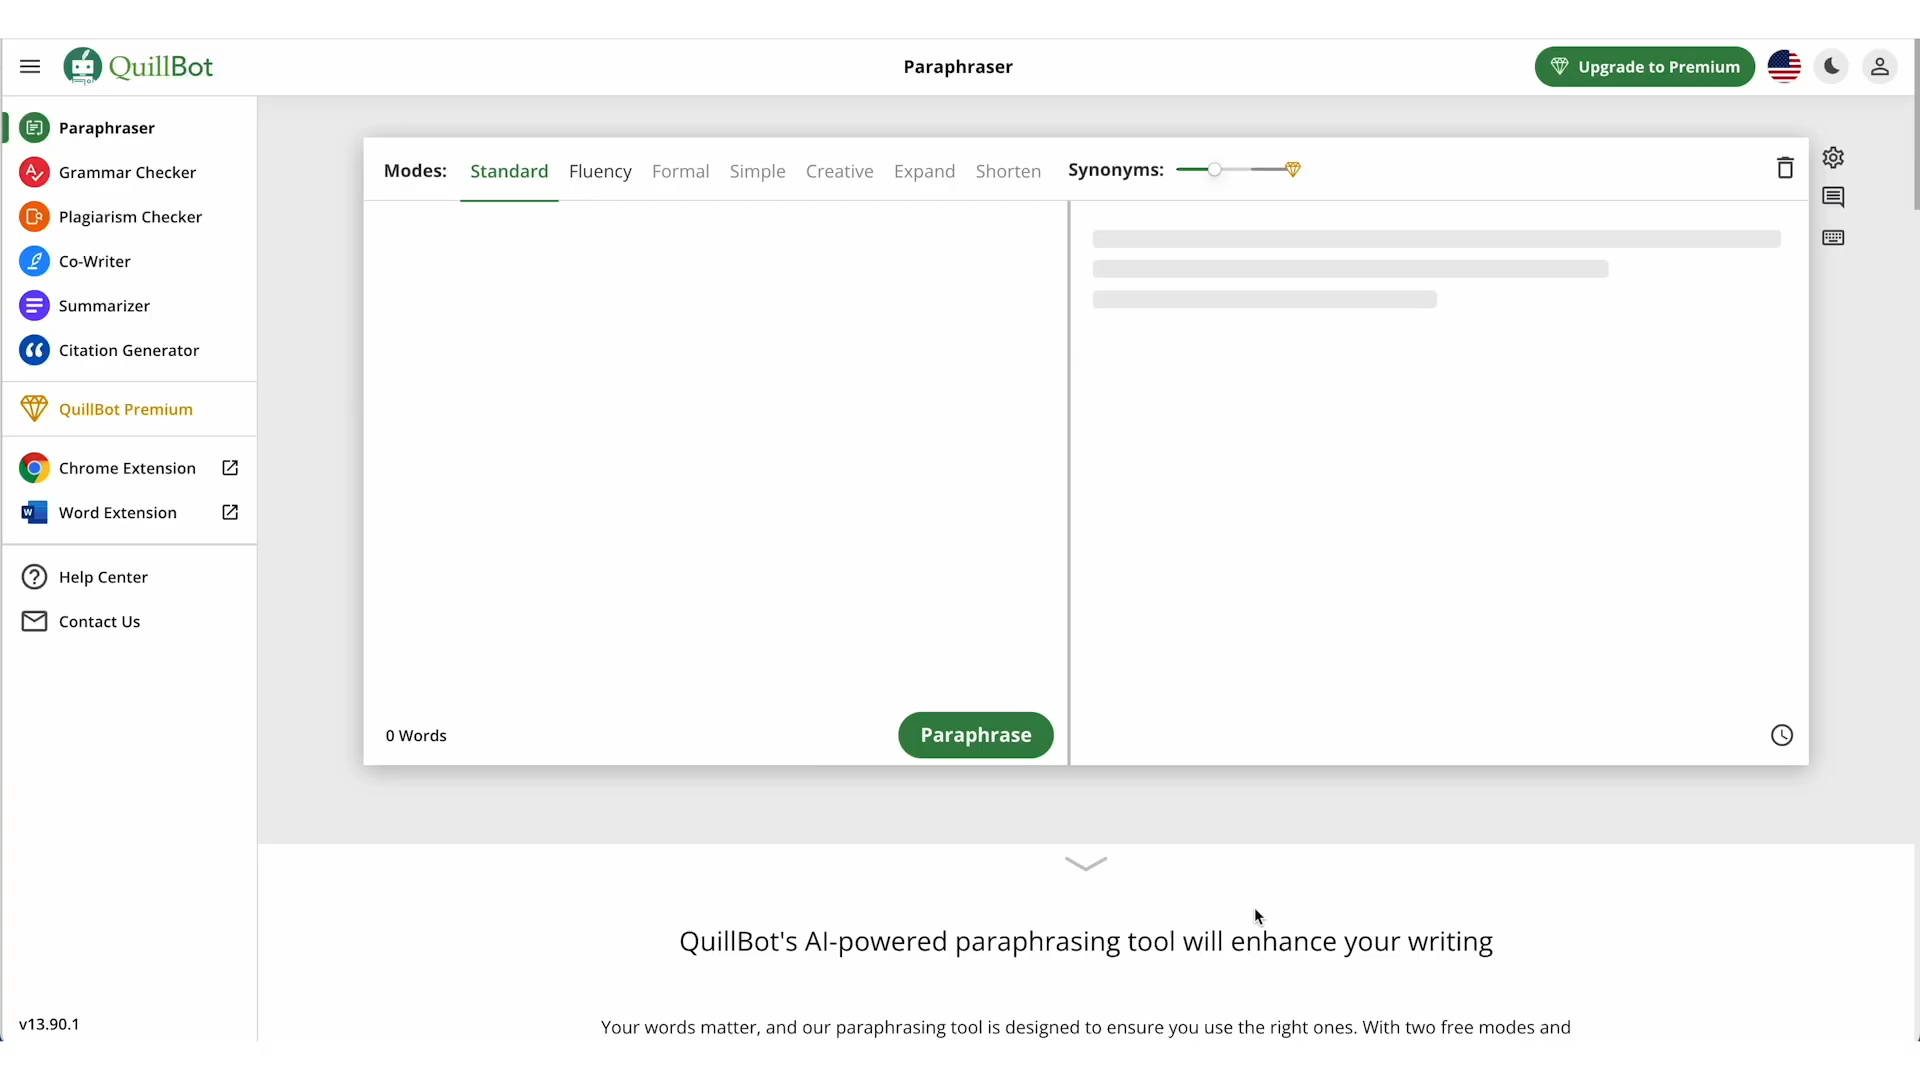 QuillBot
Paraphraser
Upgrade to Premium
Paraphraser
Grammar Checker
Plagiarism Checker
Co-Writer
Summarizer
Citation Generator
QuillBot Premium
Chrome Extension
W Word Extension
Help Center
Contact Us
v13.90.1
Modes: Standard Fluency Formal Simple Creative Expand Shorten Synonyms:
0 Words
Paraphrase
QuillBot's AI-powered paraphrasing tool will enhance your writing
Your words matter, and our paraphrasing tool is designed to ensure you use the right ones. With two free modes and